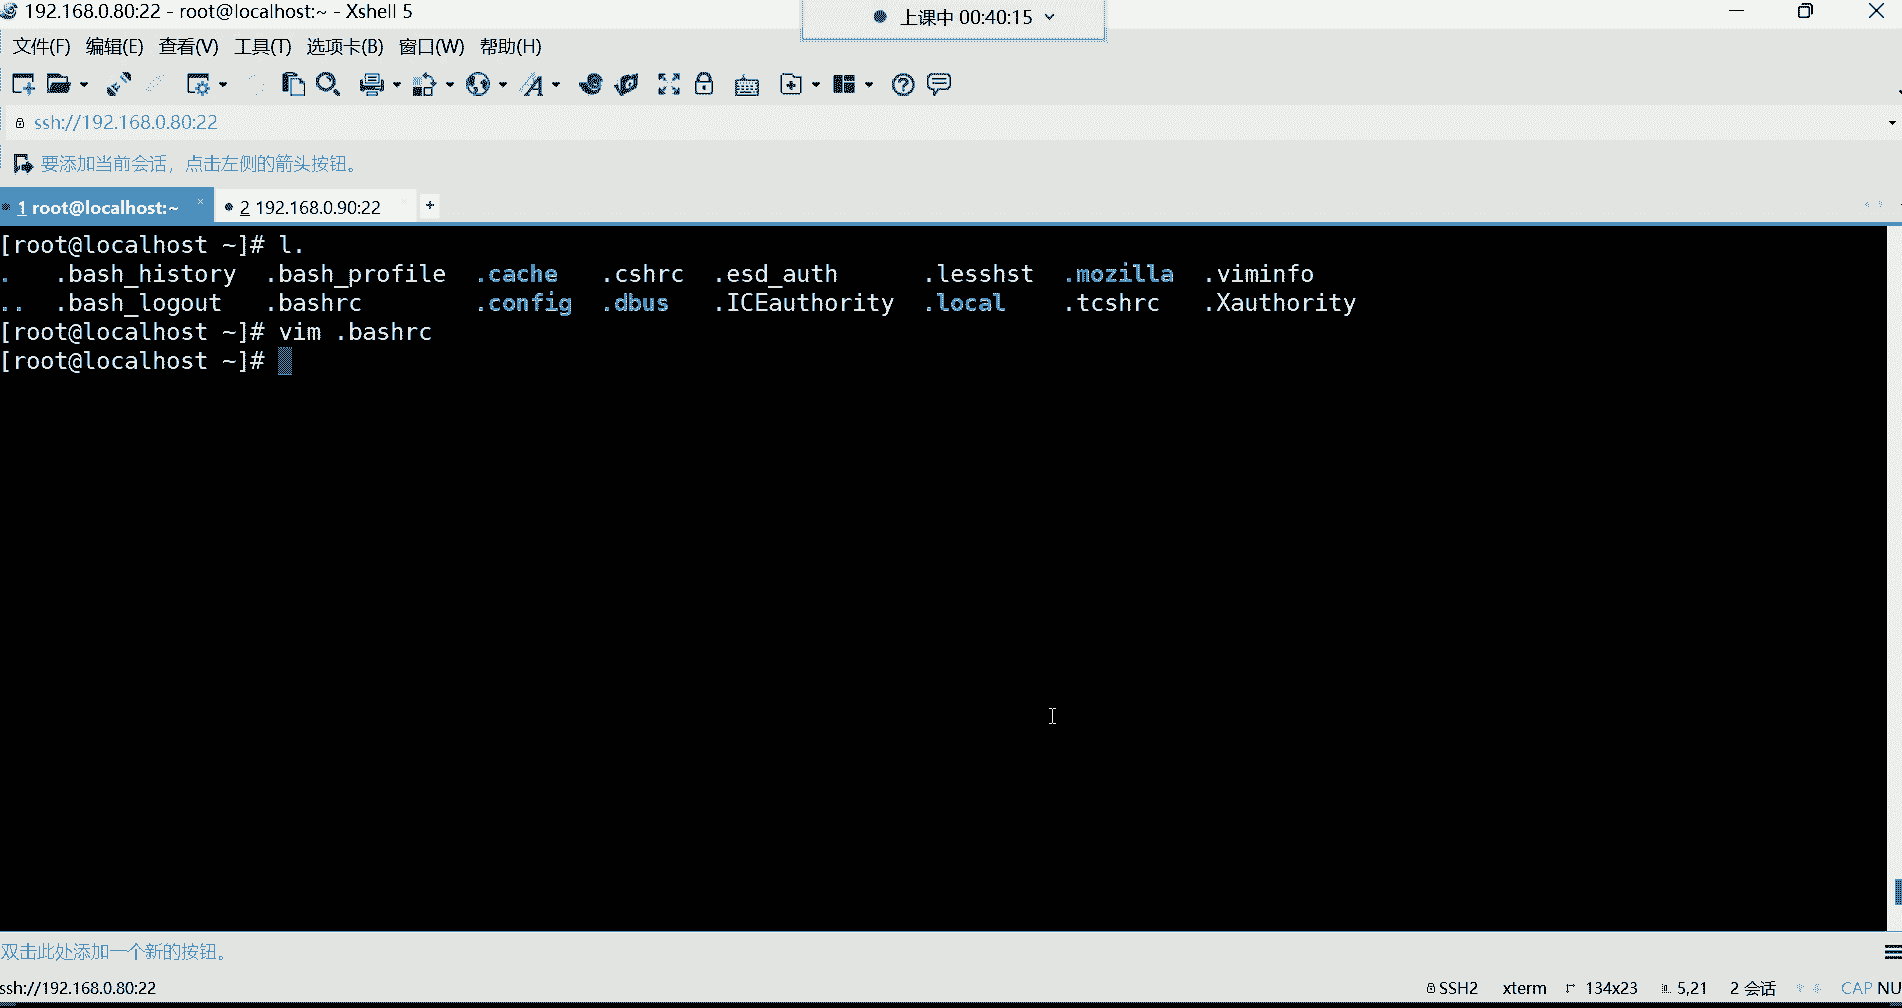 192.168.0.80:22 - root@localhost:~ - Xshell 5
上课中 00:40:15
文件(F) 编辑(E) 查看(V) 工具(T) 选项卡(B) 窗口(W) 帮助(H)
ssh://192.168.0.80:22
要添加当前会话，点击左侧的箭头按钮。
1 root@localhost:~ × 2 192.168.0.90:22 +
[root@localhost ~]# l.
. .bash_history .bash_profile .cache .cshrc .esd_auth .lesshst .mozilla .viminfo
.. .bash_logout .bashrc .config .dbus .ICEauthority .local .tcshrc .Xauthority
[root@localhost ~]# vim .bashrc
[root@localhost ~]#
双击此处添加一个新的按钮。
ssh://192.168.0.80:22 SSH2 xterm 134x23 5,21 2 会话 CAP NU